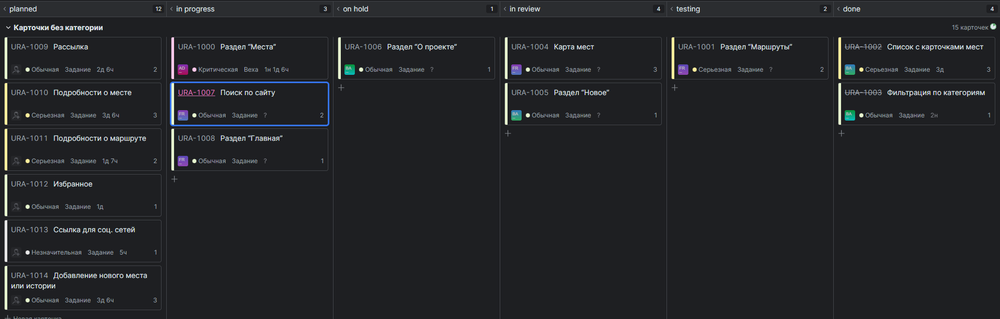 planned 12
in progress 3
on hold 1
in review 4
testing 2
done 4
Карточки без категории
15 карточек
URA-1009 Рассылка
Обычная Задание 2д 6ч 2
URA-1010 Подробности о месте
Серьезная Задание 3д 6ч 3
URA-1011 Подробности о маршруте
Серьезная Задание 1д 7ч 2
URA-1012 Избранное
Обычная Задание 1д 1
URA-1013 Ссылка для соц. сетей
Незначительная Задание 5ч 1
URA-1014 Добавление нового места
или истории
Обычная Задание 3д 6ч 3
Новая карточка
URA-1000 Раздел “Места”
AD Критическая Веха 1н 1д 6ч
URA-1007 Поиск по сайту
FR Обычная Задание ? 2
URA-1008 Раздел “Главная”
FR Обычная Задание ? 1
URA-1006 Раздел “О проекте”
BA Обычная Задание ? 1
URA-1004 Карта мест
FR Обычная Задание ? 3
URA-1005 Раздел “Новое”
BA Обычная Задание ? 1
URA-1001 Раздел “Маршруты”
FR Серьезная Задание ? 2
URA-1002 Список с карточками мест
BA Серьезная Задание 3д 3
URA-1003 Фильтрация по категориям
BA Обычная Задание 2н 1